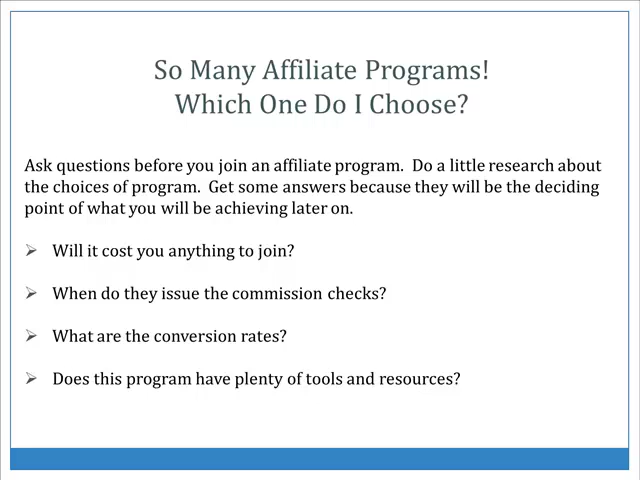 So Many Affiliate Programs!
Which One Do I Choose?
Ask questions before you join an affiliate program.  Do a little research about
the choices of program.  Get some answers because they will be the deciding
point of what you will be achieving later on.
Will it cost you anything to join?
When do they issue the commission checks?
What are the conversion rates?
Does this program have plenty of tools and resources?